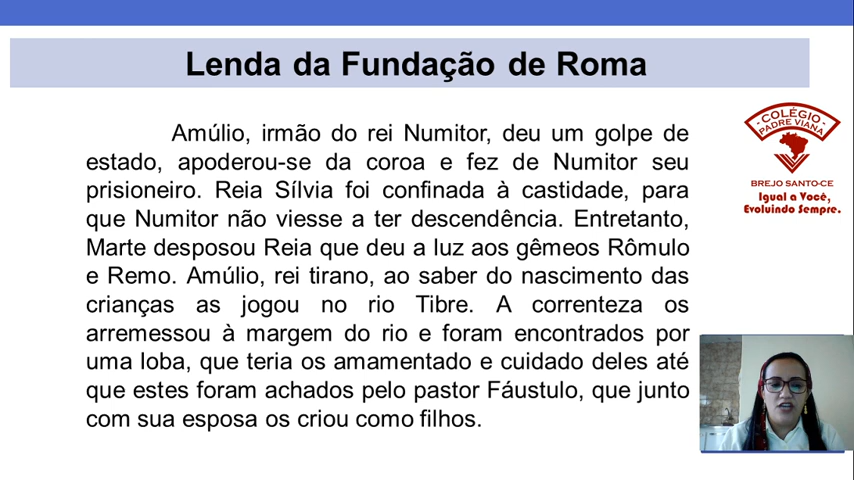 Lenda da Fundação de Roma
Amúlio, irmão do rei Numitor, deu um golpe de
estado, apoderou-se da coroa e fez de Numitor seu
prisioneiro. Reia Sílvia foi confinada à castidade, para
que Numitor não viesse a ter descendência. Entretanto,
Marte desposou Reia que deu a luz aos gêmeos Rômulo
e Remo. Amúlio, rei tirano, ao saber do nascimento das
crianças as jogou no rio Tibre. A correnteza os
arremessou à margem do rio e foram encontrados por
uma loba, que teria os amamentado e cuidado deles até
que estes foram achados pelo pastor Fáustulo, que junto
com sua esposa os criou como filhos.
·COLÉGIO·
PADRE VIANA
BREJO SANTO-CE
Igual a Você,
Evoluindo Sempre.